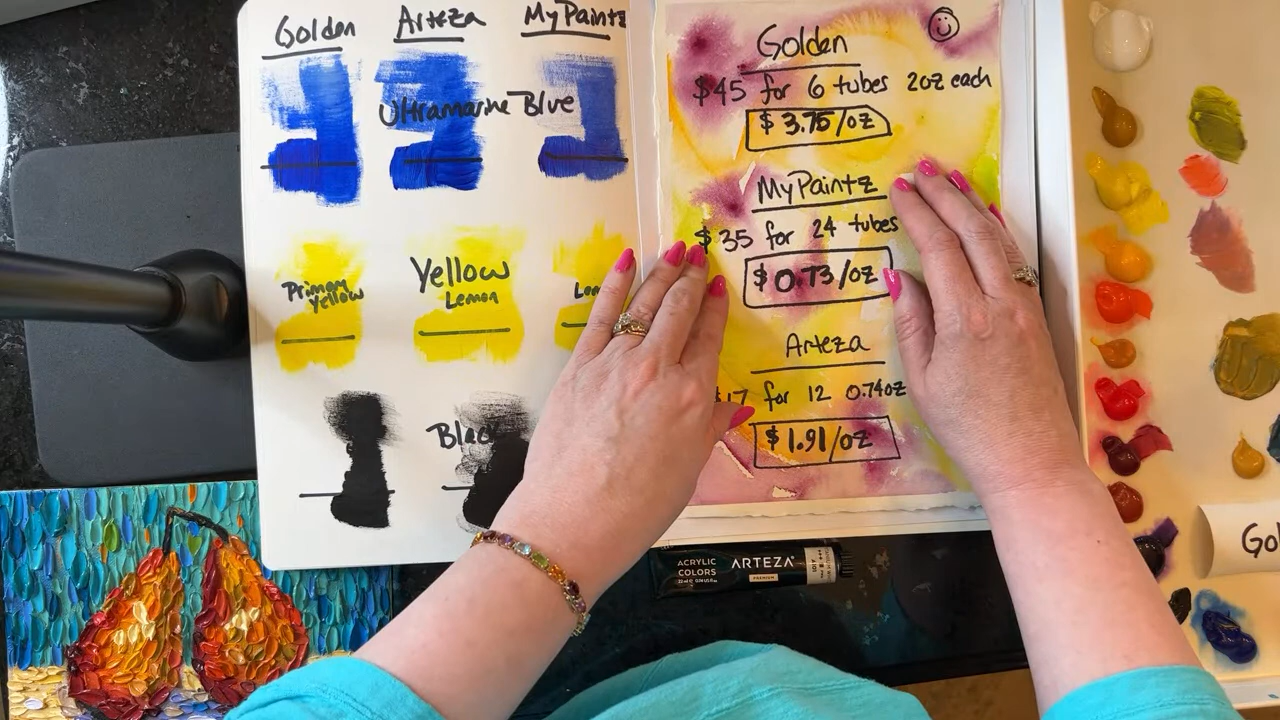 Golden
Arteza
MyPaintz
Ultramarine Blue
Primary
Yellow
Yellow
Lemon
Black
Golden
$45 for 6 tubes 2oz each
$3.75/oz
MyPaintz
$35 for 24 tubes
$0.73/oz
Arteza
$17 for 12 0.74oz
$1.91/oz
ACRYLIC
COLORS
ARTEZA
PREMIUM